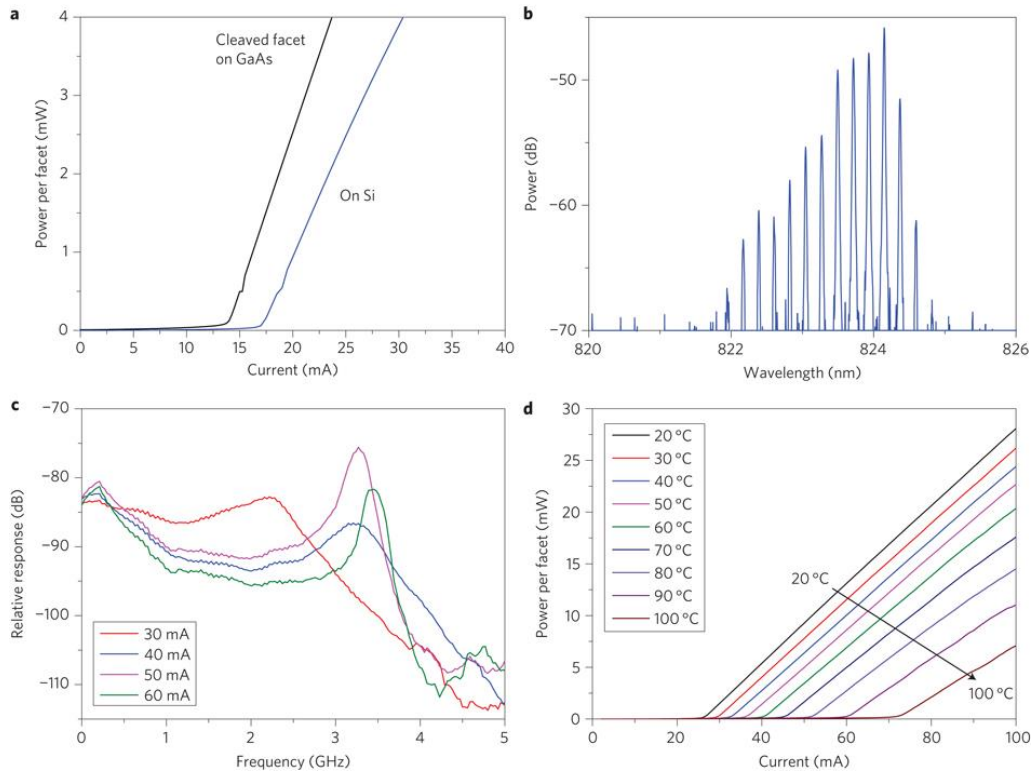 a
4
3
2
1
0
Power per facet (mW)
Cleaved facet
on GaAs
On Si
0
5
10
15
20
25
30
35
40
Current (mA)
b
−50
−60
−70
Power (dB)
820
822
824
826
Wavelength (nm)
c
−70
−80
−90
−100
−110
Relative response (dB)
30 mA
40 mA
50 mA
60 mA
0
1
2
3
4
5
Frequency (GHz)
d
30
25
20
15
10
5
0
Power per facet (mW)
20 °C
30 °C
40 °C
50 °C
60 °C
70 °C
80 °C
90 °C
100 °C
20 °C
100 °C
0
20
40
60
80
100
Current (mA)